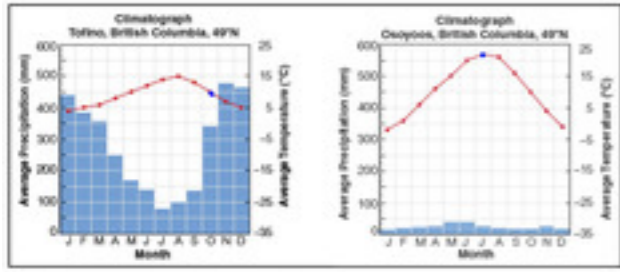 Climatograph
Tofino, British Columbia, 49°N
600
500
400
300
200
100
0
25
15
5
-5
-15
-25
-35
Average Precipitation (mm)
Average Temperature (°C)
J F M A M J J A S O N D
Month
Climatograph
Osoyoos, British Columbia, 49°N
600
500
400
300
200
100
0
25
15
5
-5
-15
-25
-35
Average Precipitation (mm)
Average Temperature (°C)
J F M A M J J A S O N D
Month